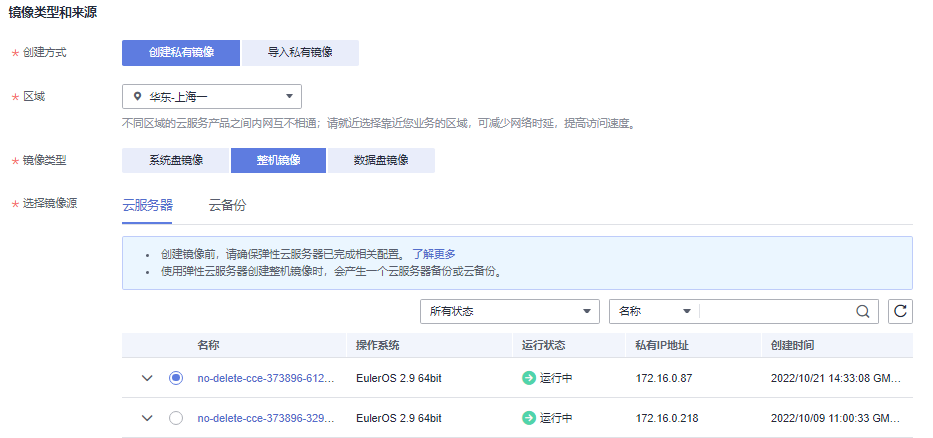 镜像类型和来源
* 创建方式 创建私有镜像 导入私有镜像
* 区域 华东-上海一
不同区域的云服务产品之间内网互不相通；请就近选择靠近您业务的区域，可减少网络时延，提高访问速度。
* 镜像类型 系统盘镜像 整机镜像 数据盘镜像
* 选择镜像源 云服务器 云备份
• 创建镜像前，请确保弹性云服务器已完成相关配置。 了解更多
• 使用弹性云服务器创建整机镜像时，会产生一个云服务器备份或云备份。
所有状态 名称
名称 操作系统 运行状态 私有IP地址 创建时间
no-delete-cce-373896-612... EulerOS 2.9 64bit 运行中 172.16.0.87 2022/10/21 14:33:08 GM...
no-delete-cce-373896-329... EulerOS 2.9 64bit 运行中 172.16.0.218 2022/10/09 11:00:33 GM...